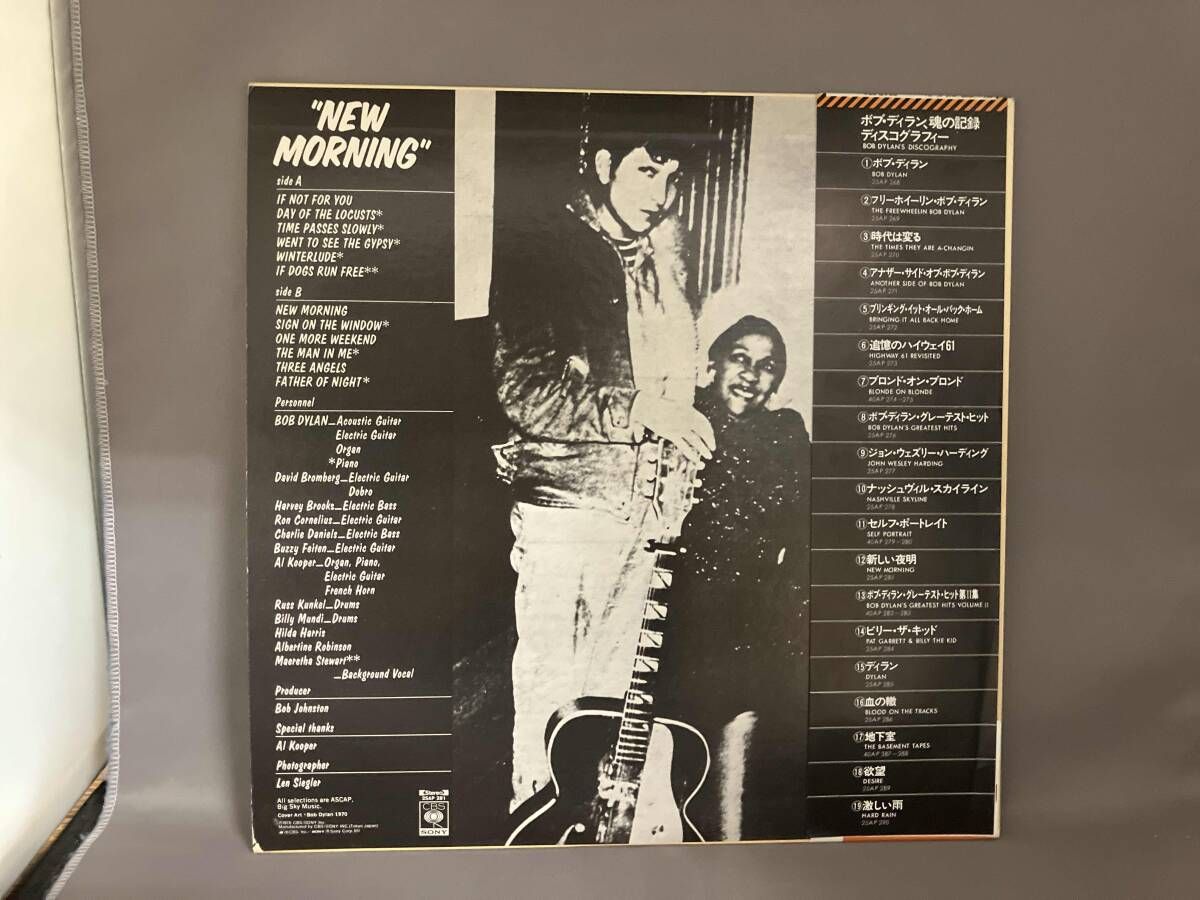 "NEW
MORNING"
side A
IF NOT FOR YOU
DAY OF THE LOCUSTS*
TIME PASSES SLOWLY*
WENT TO SEE THE GYPSY*
WINTERLUDE*
IF DOGS RUN FREE**
side B
NEW MORNING
SIGN ON THE WINDOW*
ONE MORE WEEKEND
THE MAN IN ME*
THREE ANGELS
FATHER OF NIGHT*
Personnel
BOB DYLAN_Acoustic Guitar
Electric Guitar
Organ
*Piano
David Bromberg_Electric Guitar
Dobro
Harvey Brooks_Electric Bass
Ron Cornelius_Electric Guitar
Charlie Daniels_Electric Bass
Buzzy Feiten_Electric Guitar
Al Kooper_Organ, Piano,
Electric Guitar
French Horn
Russ Kunkel_Drums
Billy Mundi_Drums
Hilda Harris
Albertine Robinson
Maeretha Stewart**
_Background Vocal
Producer
Bob Johnston
Special thanks
Al Kooper
Photographer
Len Siegler
All selections are ASCAP,
Big Sky Music.
Cover Art・Bob Dylan 1970
Stereo
25AP 281
CBS
SONY
ボブ・ディラン、魂の記録
ディスコグラフィー
BOB DYLAN'S DISCOGRAPHY
①ボブ・ディラン
BOB DYLAN
25AP 268
②フリーホイーリン・ボブ・ディラン
THE FREEWHEELIN BOB DYLAN
25AP 269
③時代は変る
THE TIMES THEY ARE A-CHANGIN
25AP 270
④アナザー・サイド・オブ・ボブ・ディラン
ANOTHER SIDE OF BOB DYLAN
25AP 271
⑤ブリンギング・イット・オール・バック・ホーム
BRINGING IT ALL BACK HOME
25AP 272
⑥追憶のハイウェイ61
HIGHWAY 61 REVISITED
25AP 273
⑦ブロンド・オン・ブロンド
BLONDE ON BLONDE
40AP 274–275
⑧ボブ・ディラン・グレーテスト・ヒット
BOB DYLAN'S GREATEST HITS
25AP 276
⑨ジョン・ウェズリー・ハーディング
JOHN WESLEY HARDING
25AP 277
⑩ナッシュヴィル・スカイライン
NASHVILLE SKYLINE
25AP 278
⑪セルフ・ポートレイト
SELF PORTRAIT
40AP 279–280
⑫新しい夜明
NEW MORNING
25AP 281
⑬ボブ・ディラン・グレーテスト・ヒット第II集
BOB DYLAN'S GREATEST HITS VOLUME II
40AP 282–283
⑭ビリー・ザ・キッド
PAT GARRETT & BILLY THE KID
25AP 284
⑮ディラン
DYLAN
25AP 285
⑯血の轍
BLOOD ON THE TRACKS
25AP 286
⑰地下室
THE BASEMENT TAPES
40AP 287–288
⑱欲望
DESIRE
25AP 289
⑲激しい雨
HARD RAIN
25AP 290